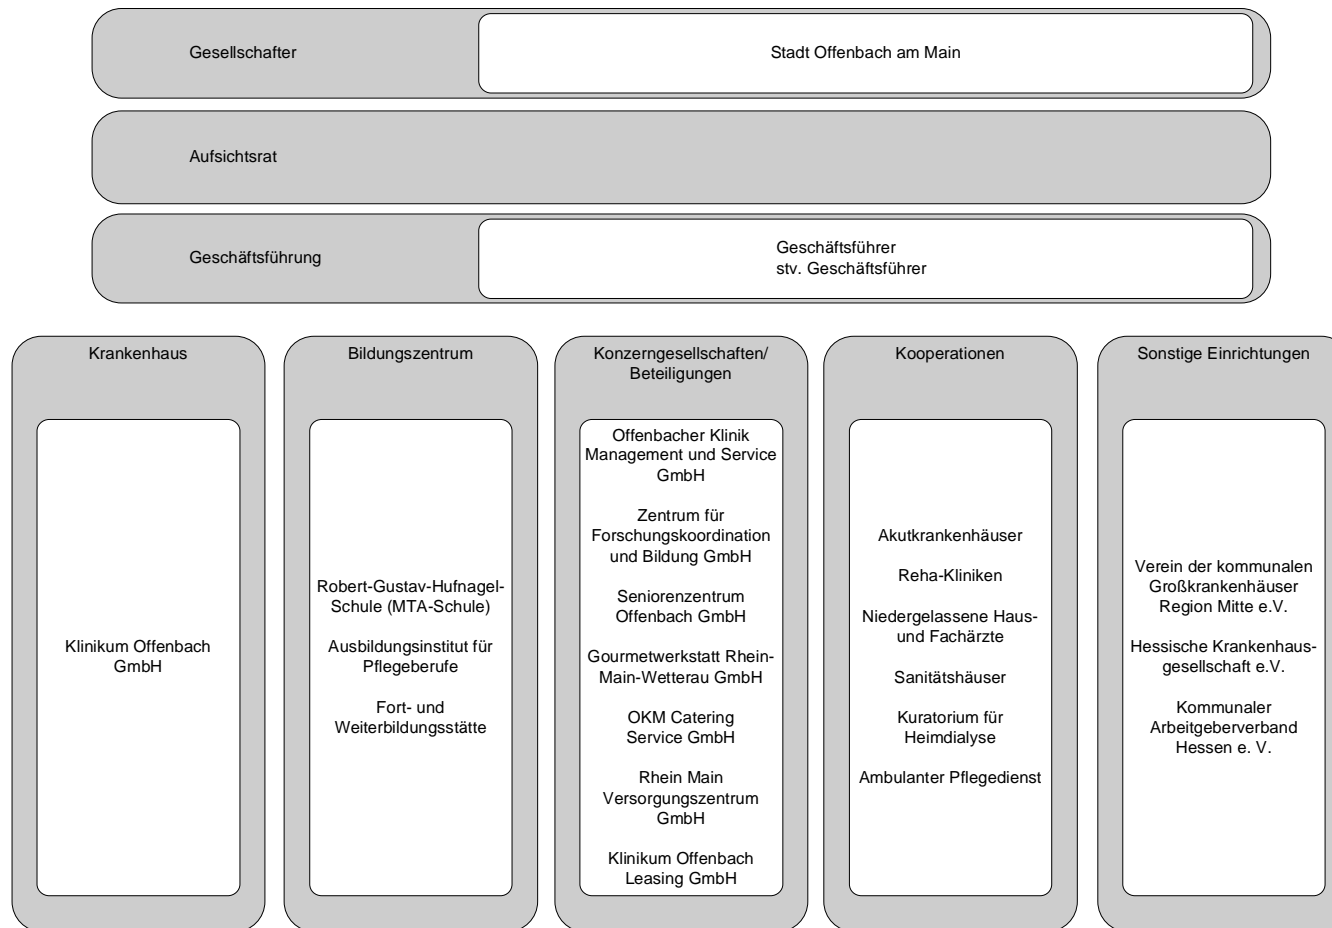 Gesellschafter
Stadt Offenbach am Main
Aufsichtsrat
Geschäftsführung
Geschäftsführer
stv. Geschäftsführer
Krankenhaus
Klinikum Offenbach
GmbH
Bildungszentrum
Robert-Gustav-Hufnagel-
Schule (MTA-Schule)
Ausbildungsinstitut für
Pflegeberufe
Fort- und
Weiterbildungsstätte
Konzerngesellschaften/
Beteiligungen
Offenbacher Klinik
Management und Service
GmbH
Zentrum für
Forschungskoordination
und Bildung GmbH
Seniorenzentrum
Offenbach GmbH
Gourmetwerkstatt Rhein-
Main-Wetterau GmbH
OKM Catering
Service GmbH
Rhein Main
Versorgungszentrum
GmbH
Klinikum Offenbach
Leasing GmbH
Kooperationen
Akutkrankenhäuser
Reha-Kliniken
Niedergelassene Haus-
und Fachärzte
Sanitätshäuser
Kuratorium für
Heimdialyse
Ambulanter Pflegedienst
Sonstige Einrichtungen
Verein der kommunalen
Großkrankenhäuser
Region Mitte e.V.
Hessische Krankenhaus-
gesellschaft e.V.
Kommunaler
Arbeitgeberverband
Hessen e. V.